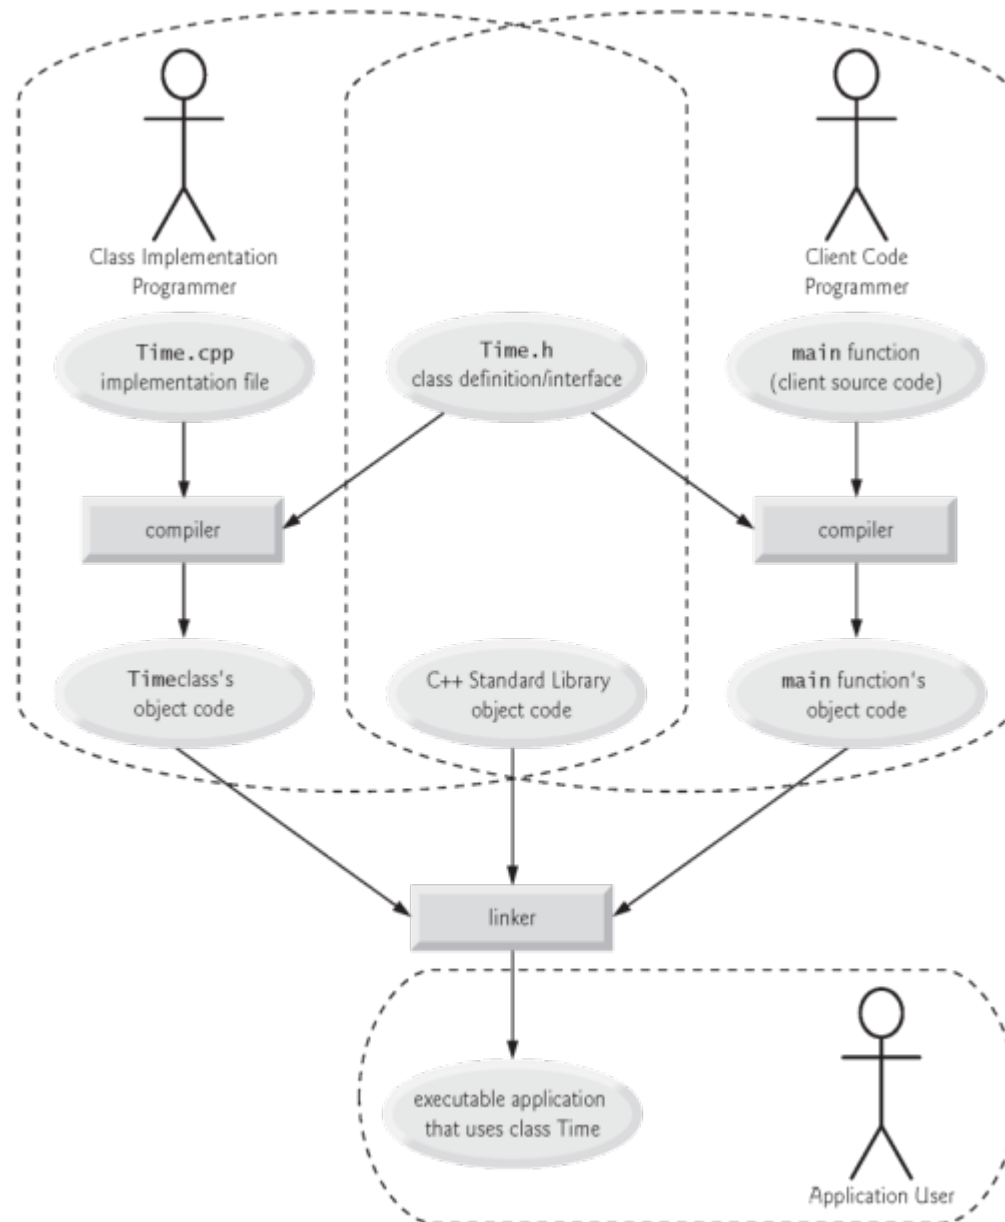 Class Implementation
Programmer
Client Code
Programmer
Time.cpp
implementation file
Time.h
class definition/interface
main function
(client source code)
compiler
compiler
Timeclass's
object code
C++ Standard Library
object code
main function's
object code
linker
executable application
that uses class Time
Application User